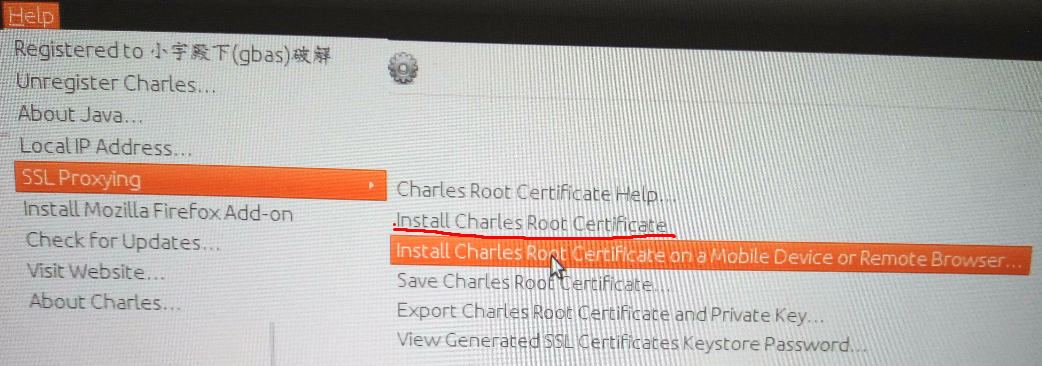 Help
Registered to 小宇殿下(gbas)破解
Unregister Charles...
About Java...
Local IP Address...
SSL Proxying
Install Mozilla Firefox Add-on
Check for Updates...
Visit Website...
About Charles...
Charles Root Certificate Help...
Install Charles Root Certificate
Install Charles Root Certificate on a Mobile Device or Remote Browser...
Save Charles Root Certificate...
Export Charles Root Certificate and Private Key...
View Generated SSL Certificates Keystore Password...